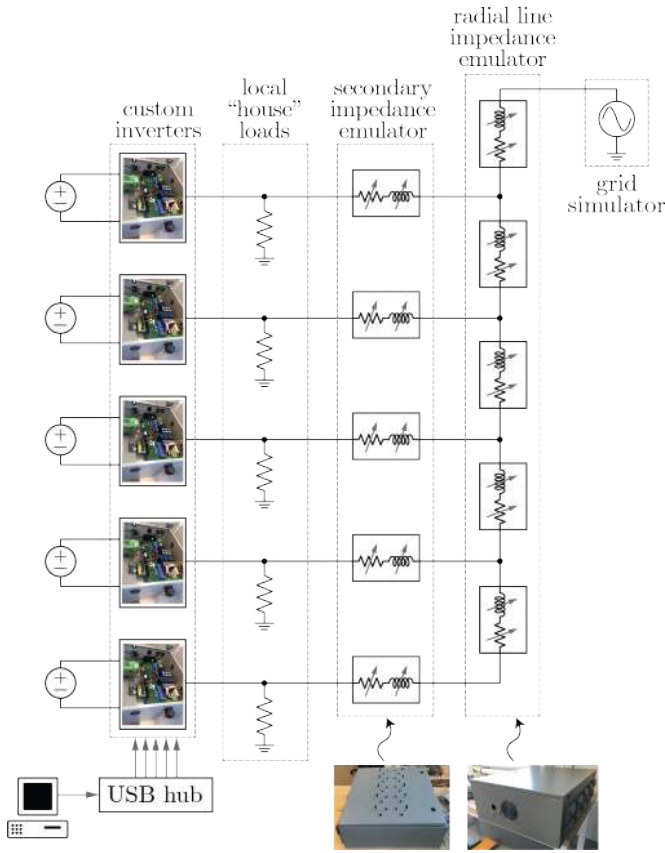 radial line
impedance
emulator
local
"house"
loads
secondary
impedance
emulator
custom
inverters
grid
simulator
USB hub